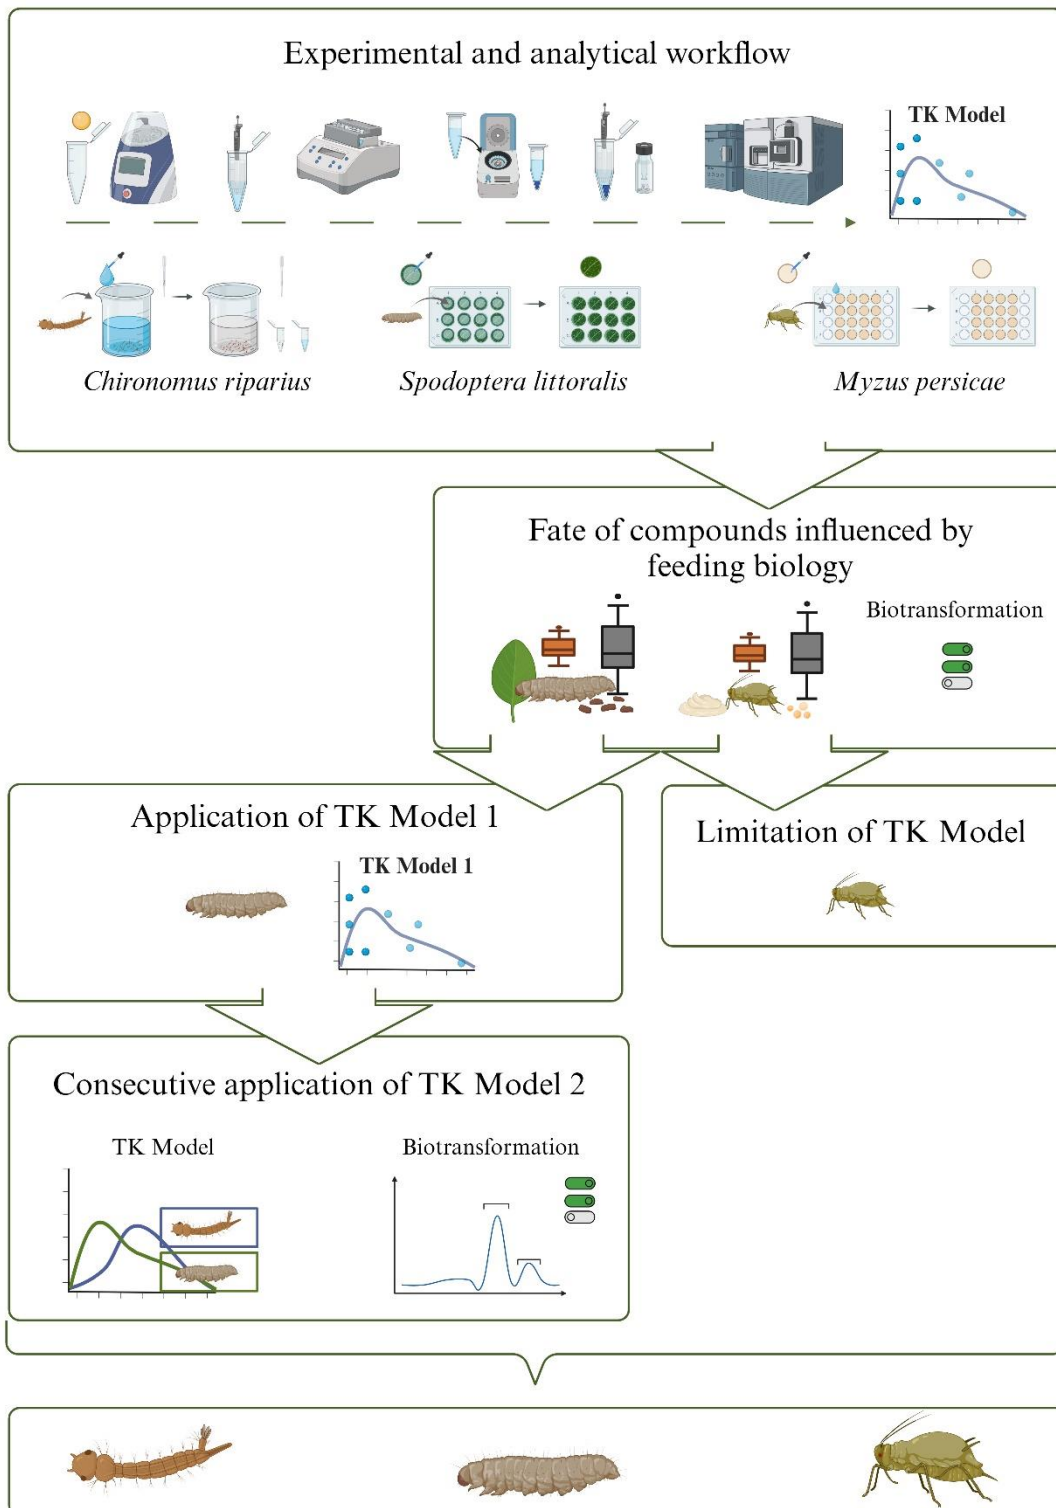 Experimental and analytical workflow
TK Model
Chironomus riparius
Spodoptera littoralis
Myzus persicae
Fate of compounds influenced by
feeding biology
Biotransformation
Application of TK Model 1
TK Model 1
Limitation of TK Model
Consecutive application of TK Model 2
TK Model
Biotransformation